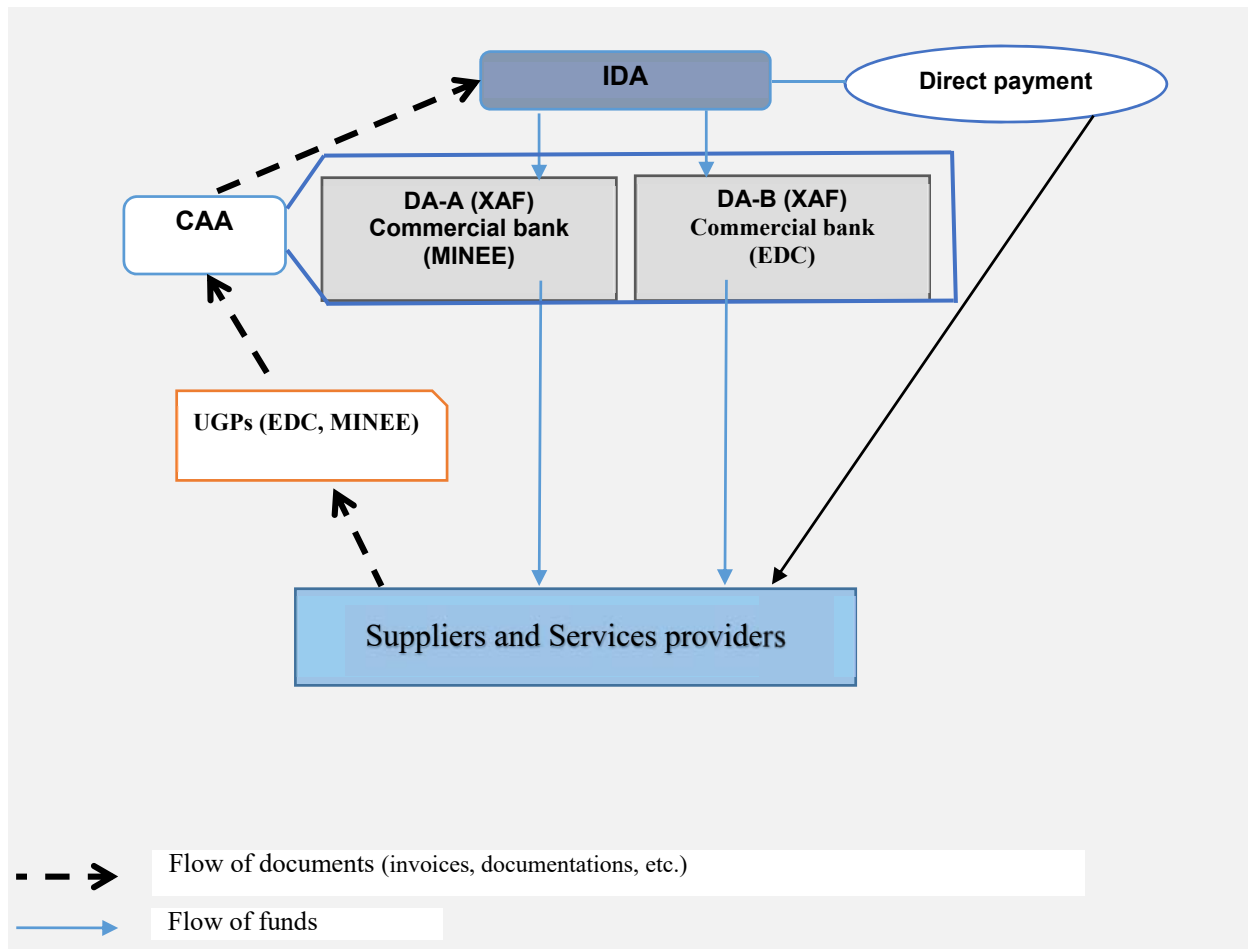 IDA
Direct payment
CAA
DA-A (XAF)
Commercial bank
(MINEE)
DA-B (XAF)
Commercial bank
(EDC)
UGPs (EDC, MINEE)
Suppliers and Services providers
Flow of documents (invoices, documentations, etc.)
Flow of funds